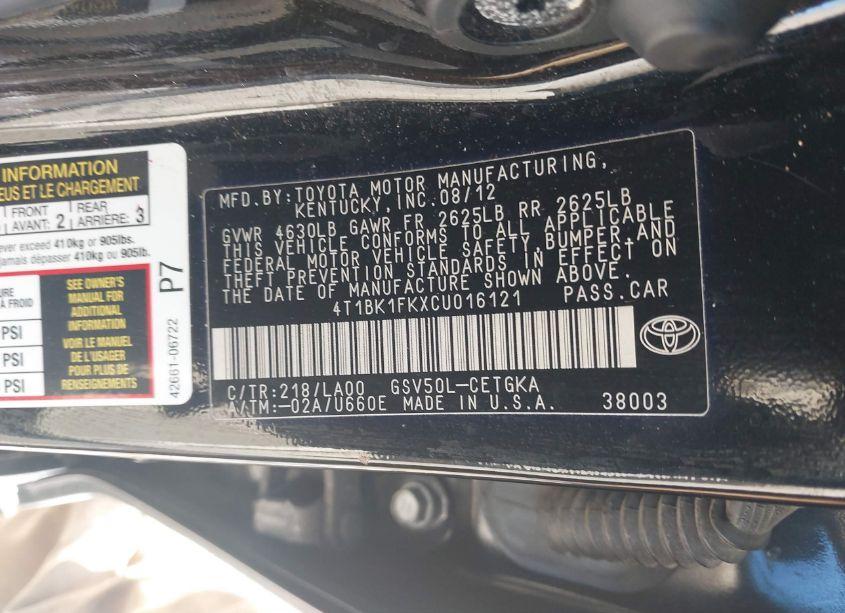 INFORMATION
EUS ET LE CHARGEMENT
FRONT
AVANT: 2
REAR
ARRIÈRE: 3
ever exceed 410kg or 905lbs.
jamais dépasser 410kg ou 905lb.
URE
À FROID
PSI
PSI
PSI
SEE OWNER'S
MANUAL FOR
ADDITIONAL
INFORMATION
VOIR LE MANUEL
DE L'USAGER
POUR PLUS DE
RENSEIGNEMENTS
P7
42661-06722
MFD.BY:TOYOTA MOTOR MANUFACTURING,
KENTUCKY,INC.08/12
GVWR 4630LB GAWR FR 2625LB RR 2625LB
THIS VEHICLE CONFORMS TO ALL APPLICABLE
FEDERAL MOTOR VEHICLE SAFETY,BUMPER,AND
THEFT PREVENTION STANDARDS IN EFFECT ON
THE DATE OF MANUFACTURE SHOWN ABOVE.
4T1BK1FKXCU016121 PASS.CAR
C/TR:218/LA00 GSV50L-CETGKA
A/TM:-02A/U660E MADE IN U.S.A. 38003